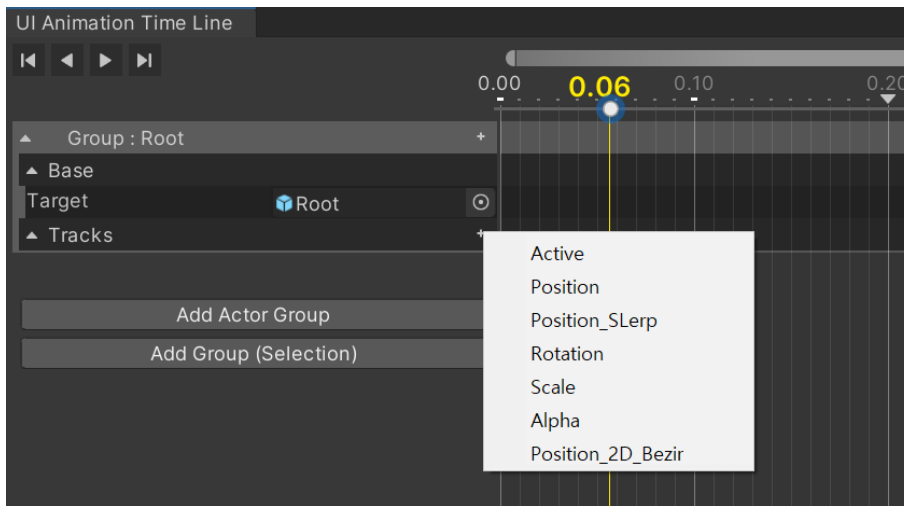 UI Animation Time Line
0.00 0.06 0.10 0.20
Group : Root
Base
Target Root
Tracks
Active
Position
Position_SLerp
Rotation
Scale
Alpha
Position_2D_Bezir
Add Actor Group
Add Group (Selection)